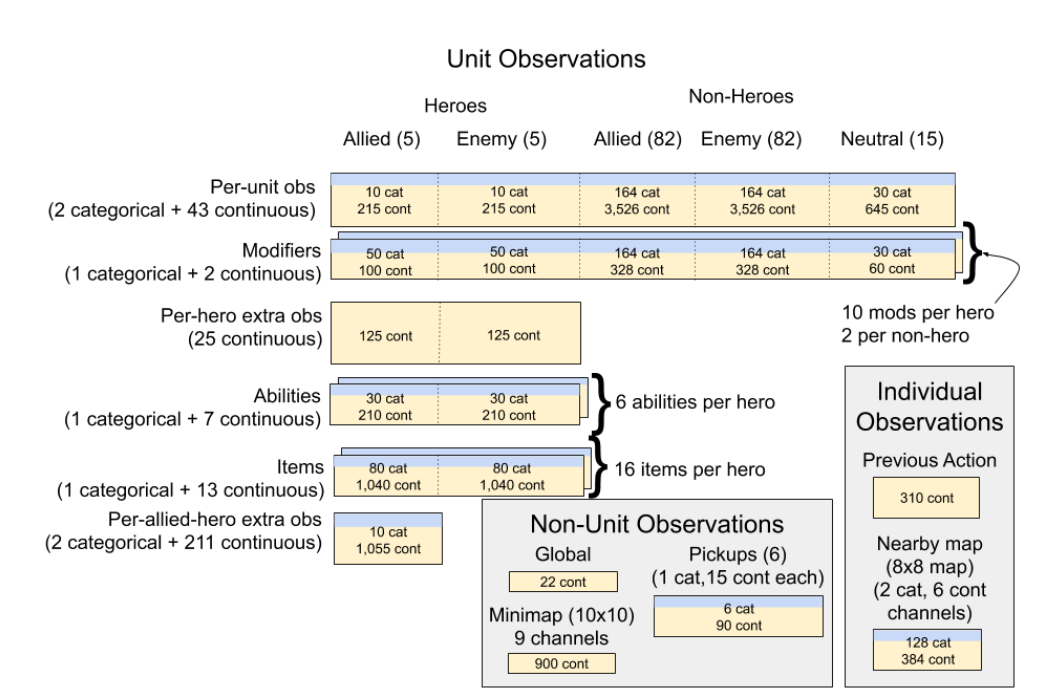 Unit Observations
Heroes
Non-Heroes
Allied (5)
Enemy (5)
Allied (82)
Enemy (82)
Neutral (15)
Per-unit obs
(2 categorical + 43 continuous)
10 cat
215 cont
10 cat
215 cont
164 cat
3,526 cont
164 cat
3,526 cont
30 cat
645 cont
Modifiers
(1 categorical + 2 continuous)
50 cat
100 cont
50 cat
100 cont
164 cat
328 cont
164 cat
328 cont
30 cat
60 cont
10 mods per hero
2 per non-hero
Per-hero extra obs
(25 continuous)
125 cont
125 cont
Abilities
(1 categorical + 7 continuous)
30 cat
210 cont
30 cat
210 cont
6 abilities per hero
Items
(1 categorical + 13 continuous)
80 cat
1,040 cont
80 cat
1,040 cont
16 items per hero
Per-allied-hero extra obs
(2 categorical + 211 continuous)
10 cat
1,055 cont
Non-Unit Observations
Global
22 cont
Minimap (10x10)
9 channels
900 cont
Pickups (6)
(1 cat,15 cont each)
6 cat
90 cont
Individual
Observations
Previous Action
310 cont
Nearby map
(8x8 map)
(2 cat, 6 cont
channels)
128 cat
384 cont